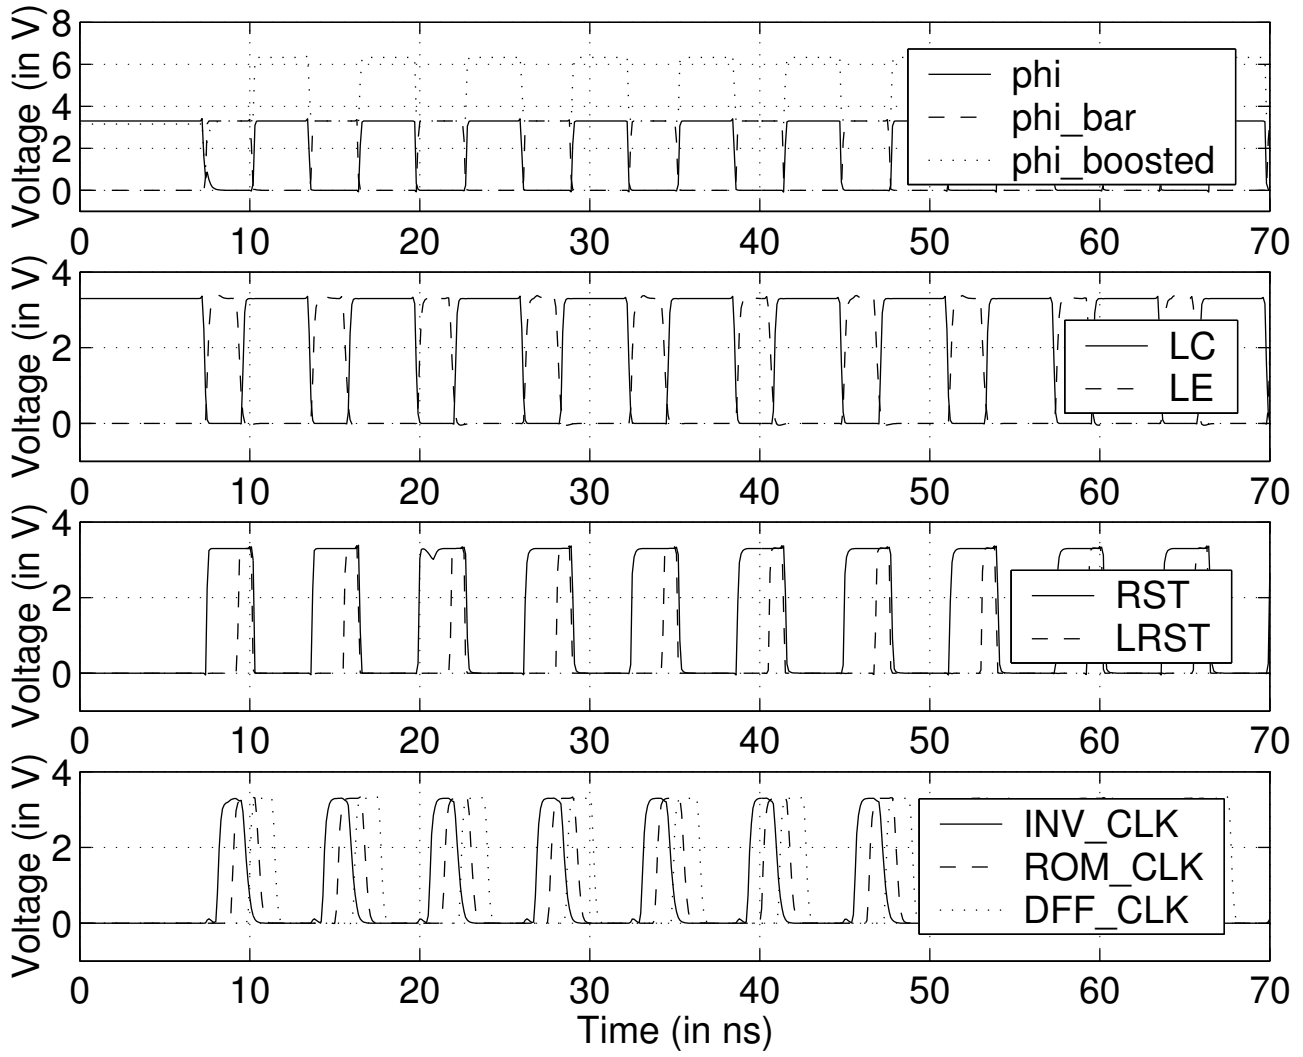 Voltage (in V)
8
6
4
2
0
phi
phi_bar
phi_boosted
0 10 20 30 40 50 60 70
Voltage (in V)
4
2
0
LC
LE
0 10 20 30 40 50 60 70
Voltage (in V)
4
2
0
RST
LRST
0 10 20 30 40 50 60 70
Voltage (in V)
4
2
0
INV_CLK
ROM_CLK
DFF_CLK
0 10 20 30 40 50 60 70
Time (in ns)